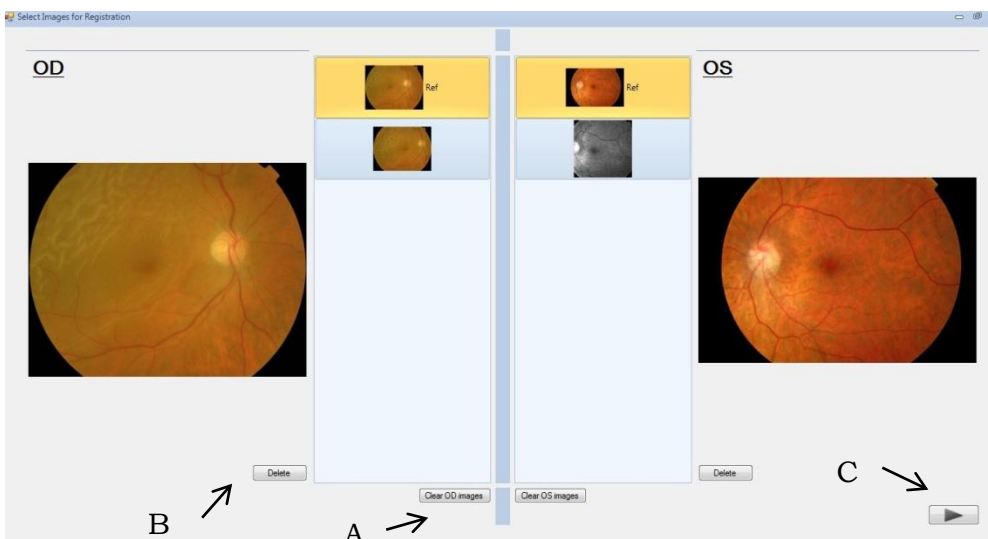 Select Images for Registration
OD
Ref
Ref
OS
Delete
Delete
Clear OD images
Clear OS images
A
B
C